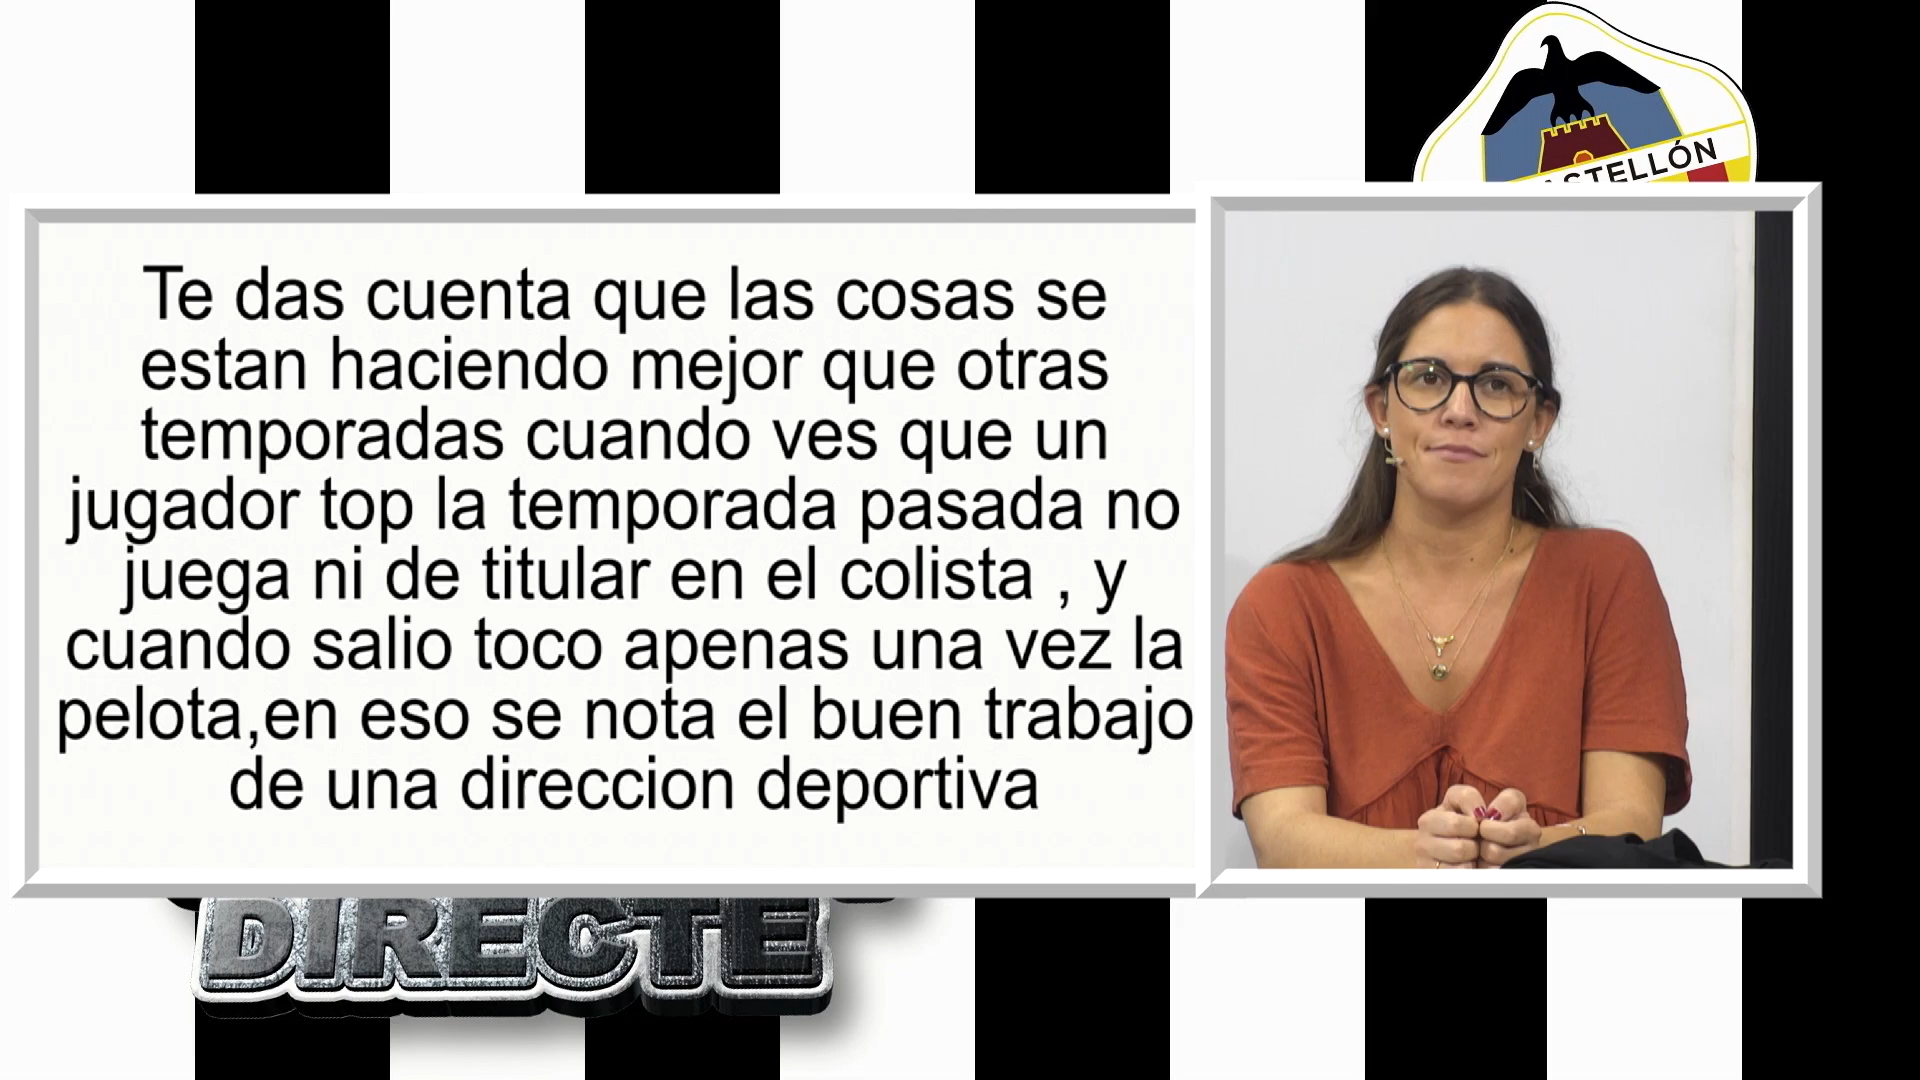 ASTELLÓN
Te das cuenta que las cosas se
estan haciendo mejor que otras
temporadas cuando ves que un
jugador top la temporada pasada no
juega ni de titular en el colista , y
cuando salio toco apenas una vez la
pelota,en eso se nota el buen trabajo
de una direccion deportiva
DIRECTE